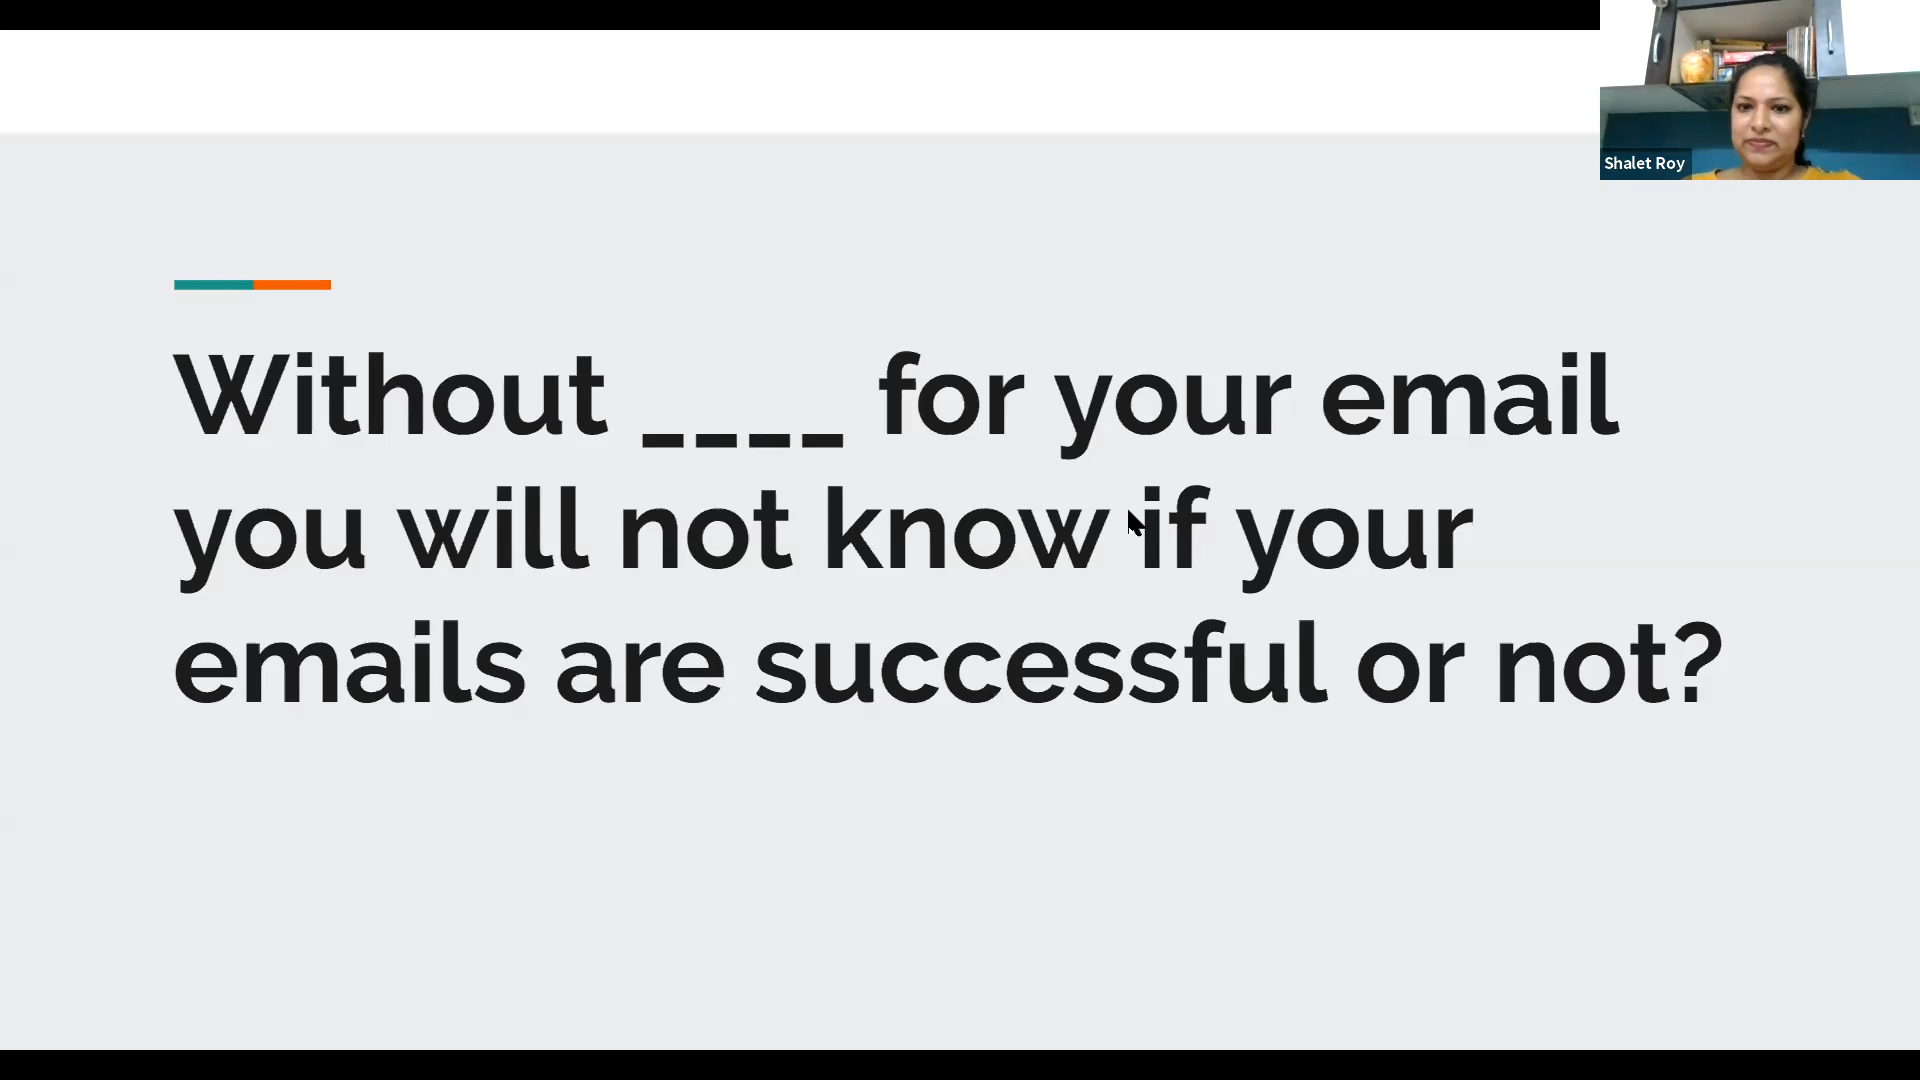 Shalet Roy
Without ____ for your email
you will not know if your
emails are successful or not?